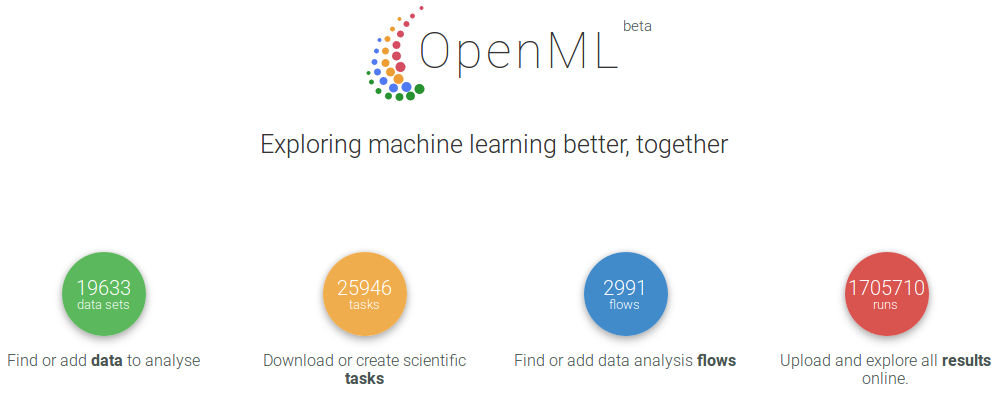 OpenML beta
Exploring machine learning better, together
19633
data sets
Find or add data to analyse
25946
tasks
Download or create scientific
tasks
2991
flows
Find or add data analysis flows
1705710
runs
Upload and explore all results
online.